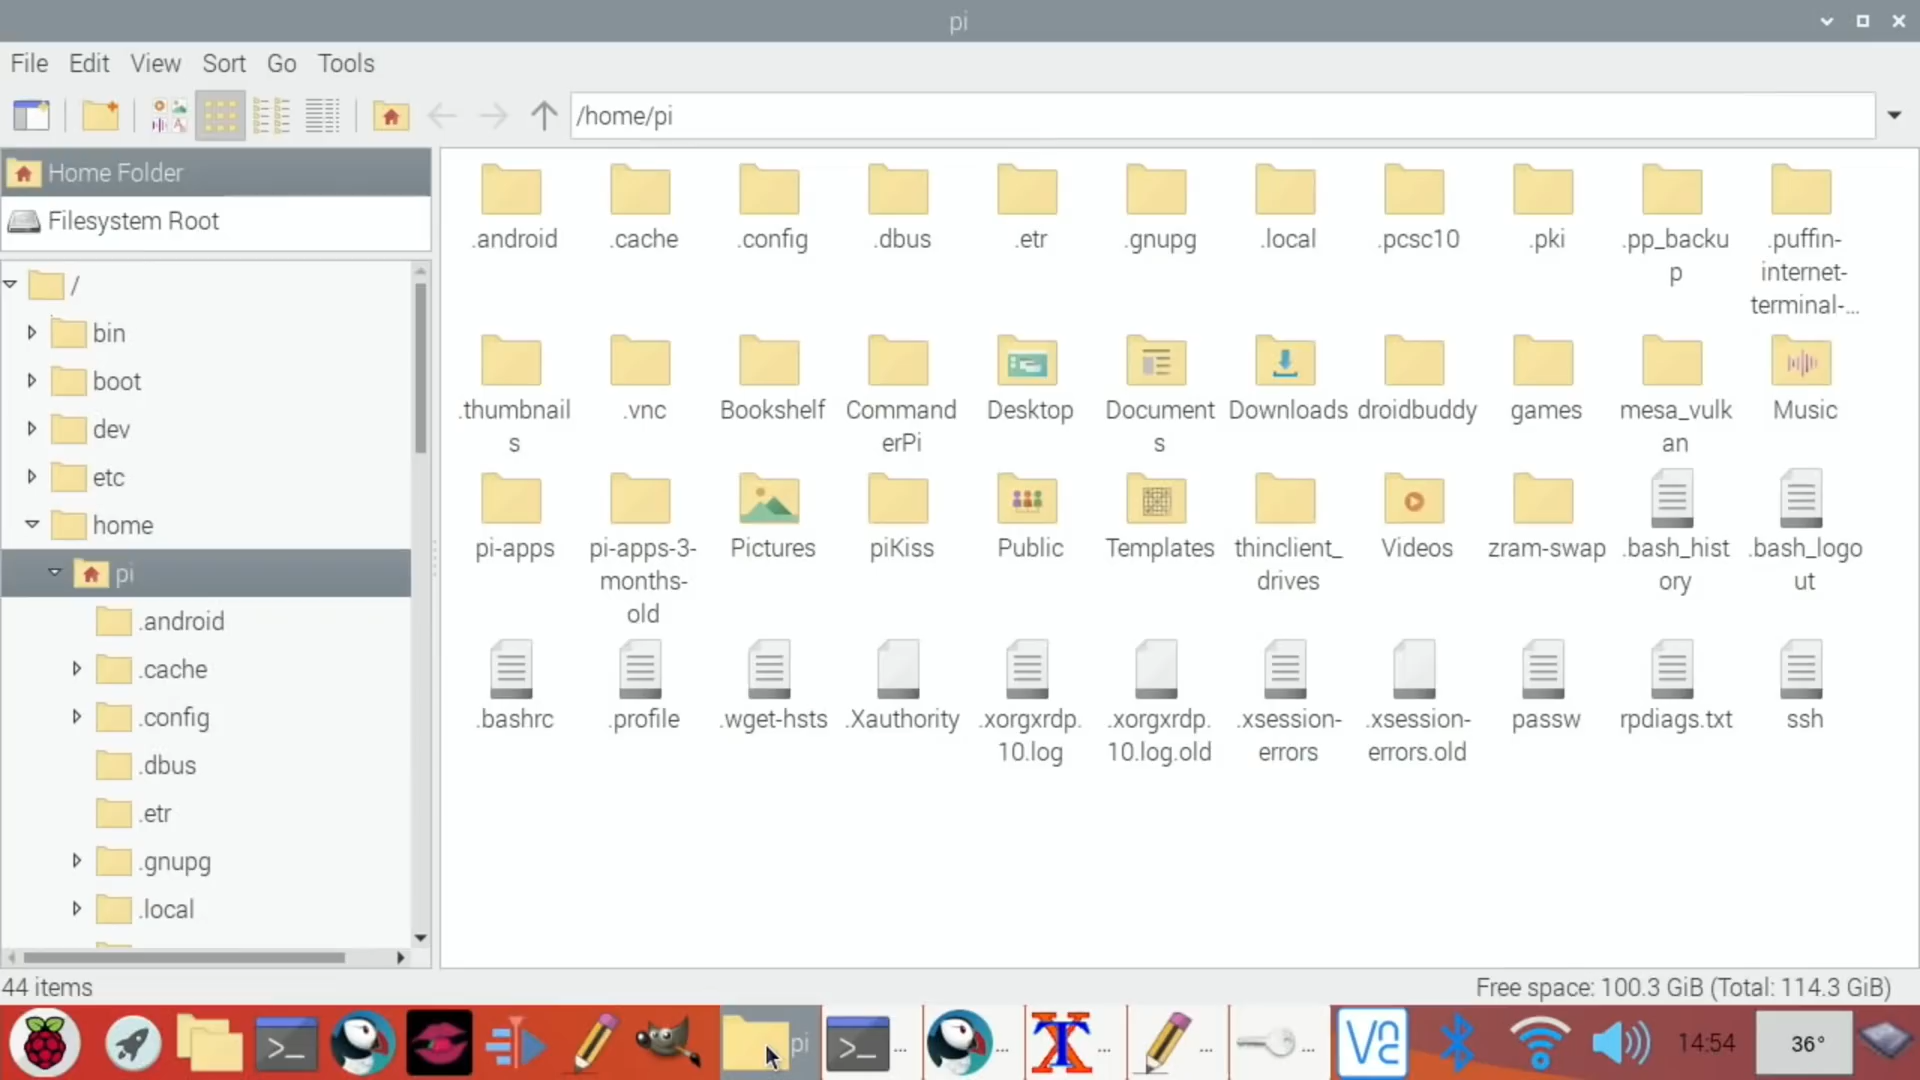 pi
File Edit View Sort Go Tools
/home/pi
Home Folder
Filesystem Root
/
bin
boot
dev
etc
home
pi
.android
.cache
.config
.dbus
.etr
.gnupg
.local
.android .cache .config .dbus .etr .gnupg .local .pcsc10 .pki .pp_backu .puffin-
p internet-
terminal-...
.thumbnail .vnc Bookshelf Command Desktop Document Downloads droidbuddy games mesa_vulk Music
s erPi s an
pi-apps pi-apps-3- Pictures piKiss Public Templates thinclient_ Videos zram-swap .bash_hist .bash_logo
months- drives ory ut
old
.bashrc .profile .wget-hsts .Xauthority .xorgxrdp. .xorgxrdp. .xsession- .xsession- passw rpdiags.txt ssh
10.log 10.log.old errors errors.old
44 items
Free space: 100.3 GiB (Total: 114.3 GiB)
>_ pi >_ ... ... X ... ... ... V2 14:54 36°